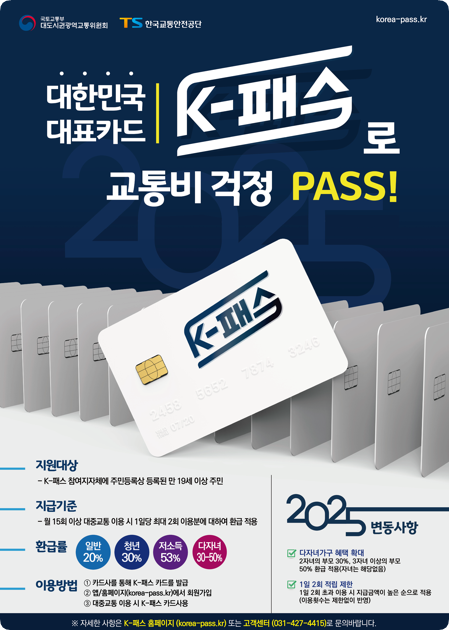 국토교통부
대도시권광역교통위원회
TS 한국교통안전공단
korea-pass.kr
대한민국
대표카드
K-패스
로
교통비 걱정 PASS!
2025
K-패스
지원대상
- K-패스 참여지자체에 주민등록상 등록된 만 19세 이상 주민
지급기준
- 월 15회 이상 대중교통 이용 시 1일당 최대 2회 이용분에 대하여 환급 적용
환급률
일반
20%
청년
30%
저소득
53%
다자녀
30-50%
이용방법
① 카드사를 통해 K-패스 카드를 발급
② 앱/홈페이지(korea-pass.kr)에서 회원가입
③ 대중교통 이용 시 K-패스 카드사용
2025 변동사항
다자녀가구 혜택 확대
2자녀의 부모 30%, 3자녀 이상의 부모
50% 환급 적용(자녀는 해당없음)
1일 2회 적립 제한
1일 2회 초과 이용 시 지급금액이 높은 순으로 적용
(이용횟수는 제한없이 반영)
※ 자세한 사항은 K-패스 홈페이지 (korea-pass.kr) 또는 고객센터 (031-427-4415)로 문의바랍니다.